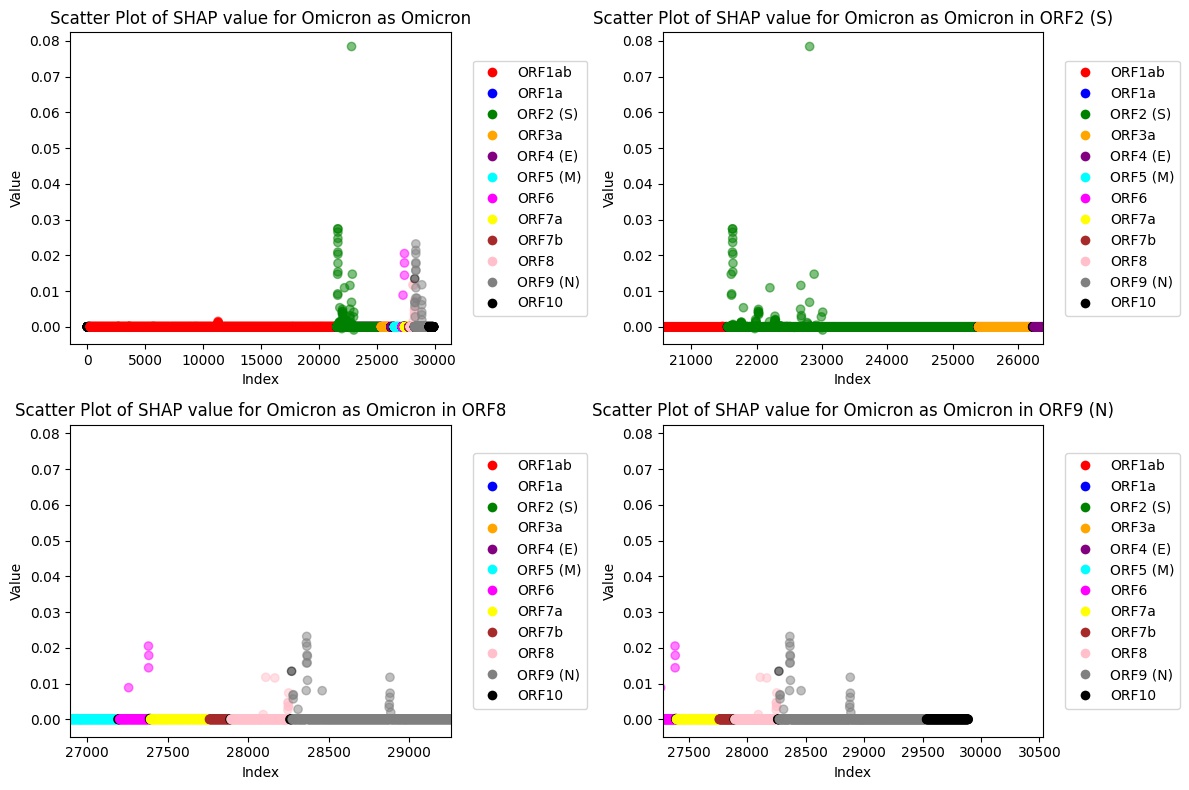 Scatter Plot of SHAP value for Omicron as Omicron
Value
0.08
0.07
0.06
0.05
0.04
0.03
0.02
0.01
0.00
0 5000 10000 15000 20000 25000 30000
Index
ORF1ab
ORF1a
ORF2 (S)
ORF3a
ORF4 (E)
ORF5 (M)
ORF6
ORF7a
ORF7b
ORF8
ORF9 (N)
ORF10
Scatter Plot of SHAP value for Omicron as Omicron in ORF2 (S)
Value
0.08
0.07
0.06
0.05
0.04
0.03
0.02
0.01
0.00
21000 22000 23000 24000 25000 26000
Index
ORF1ab
ORF1a
ORF2 (S)
ORF3a
ORF4 (E)
ORF5 (M)
ORF6
ORF7a
ORF7b
ORF8
ORF9 (N)
ORF10
Scatter Plot of SHAP value for Omicron as Omicron in ORF8
Value
0.08
0.07
0.06
0.05
0.04
0.03
0.02
0.01
0.00
27000 27500 28000 28500 29000
Index
ORF1ab
ORF1a
ORF2 (S)
ORF3a
ORF4 (E)
ORF5 (M)
ORF6
ORF7a
ORF7b
ORF8
ORF9 (N)
ORF10
Scatter Plot of SHAP value for Omicron as Omicron in ORF9 (N)
Value
0.08
0.07
0.06
0.05
0.04
0.03
0.02
0.01
0.00
27500 28000 28500 29000 29500 30000 30500
Index
ORF1ab
ORF1a
ORF2 (S)
ORF3a
ORF4 (E)
ORF5 (M)
ORF6
ORF7a
ORF7b
ORF8
ORF9 (N)
ORF10